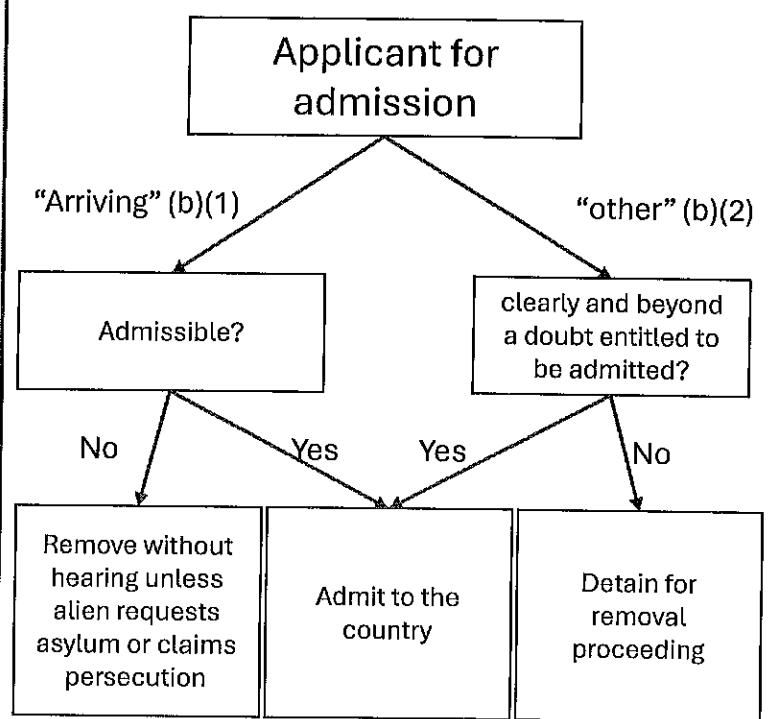 Applicant for
admission
“Arriving” (b)(1)
“other” (b)(2)
Admissible?
clearly and beyond
a doubt entitled to
be admitted?
No
Yes
Yes
No
Remove without
hearing unless
alien requests
asylum or claims
persecution
Admit to the
country
Detain for
removal
proceeding